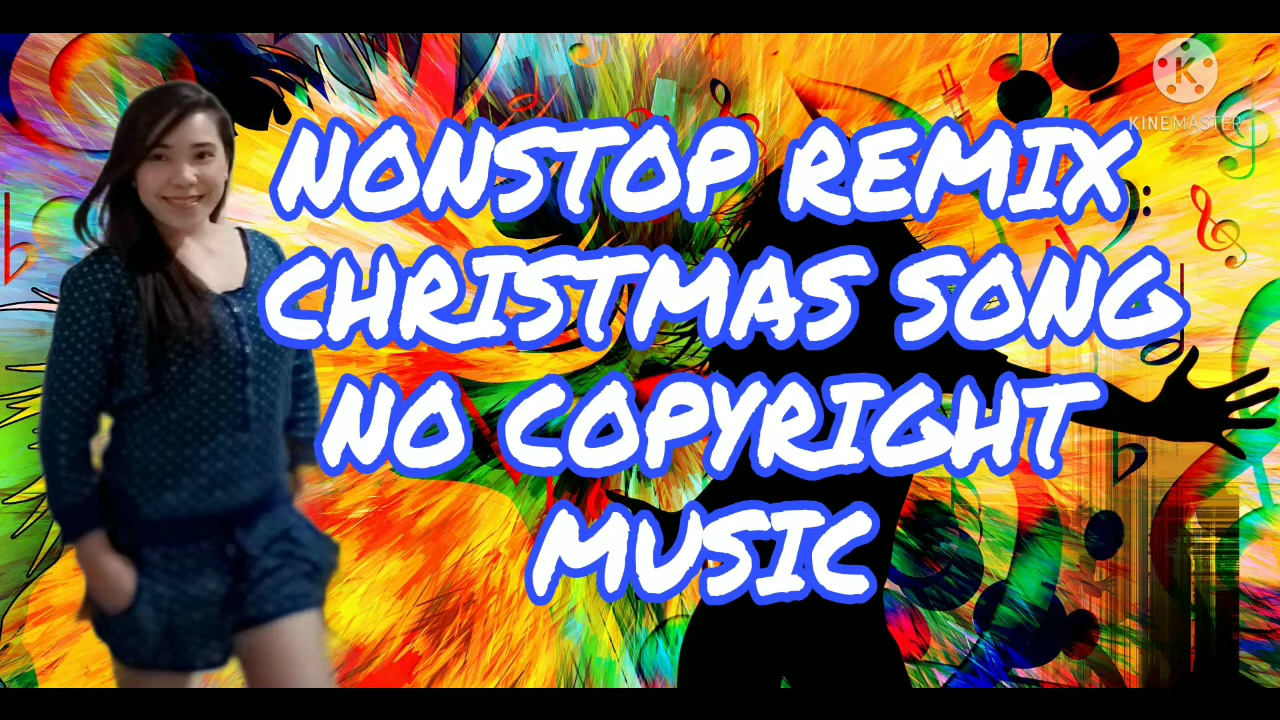 K
KINEMASTER
NONSTOP REMIX
CHRISTMAS SONG
NO COPYRIGHT
MUSIC